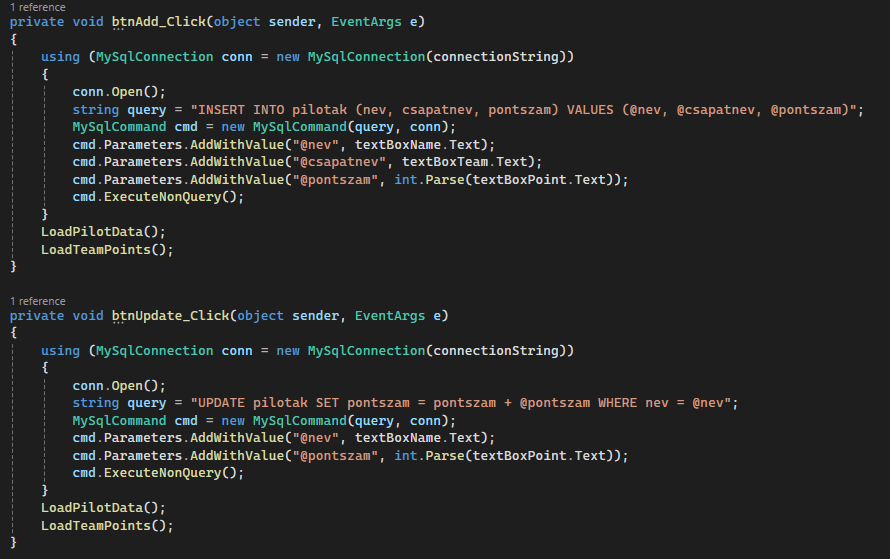 1 reference
private void btnAdd_Click(object sender, EventArgs e)
{
    using (MySqlConnection conn = new MySqlConnection(connectionString))
    {
        conn.Open();
        string query = "INSERT INTO pilotak (nev, csapatnev, pontszam) VALUES (@nev, @csapatnev, @pontszam)";
        MySqlCommand cmd = new MySqlCommand(query, conn);
        cmd.Parameters.AddWithValue("@nev", textBoxName.Text);
        cmd.Parameters.AddWithValue("@csapatnev", textBoxTeam.Text);
        cmd.Parameters.AddWithValue("@pontszam", int.Parse(textBoxPoint.Text));
        cmd.ExecuteNonQuery();
    }
    LoadPilotData();
    LoadTeamPoints();
}
1 reference
private void btnUpdate_Click(object sender, EventArgs e)
{
    using (MySqlConnection conn = new MySqlConnection(connectionString))
    {
        conn.Open();
        string query = "UPDATE pilotak SET pontszam = pontszam + @pontszam WHERE nev = @nev";
        MySqlCommand cmd = new MySqlCommand(query, conn);
        cmd.Parameters.AddWithValue("@nev", textBoxName.Text);
        cmd.Parameters.AddWithValue("@pontszam", int.Parse(textBoxPoint.Text));
        cmd.ExecuteNonQuery();
    }
    LoadPilotData();
    LoadTeamPoints();
}